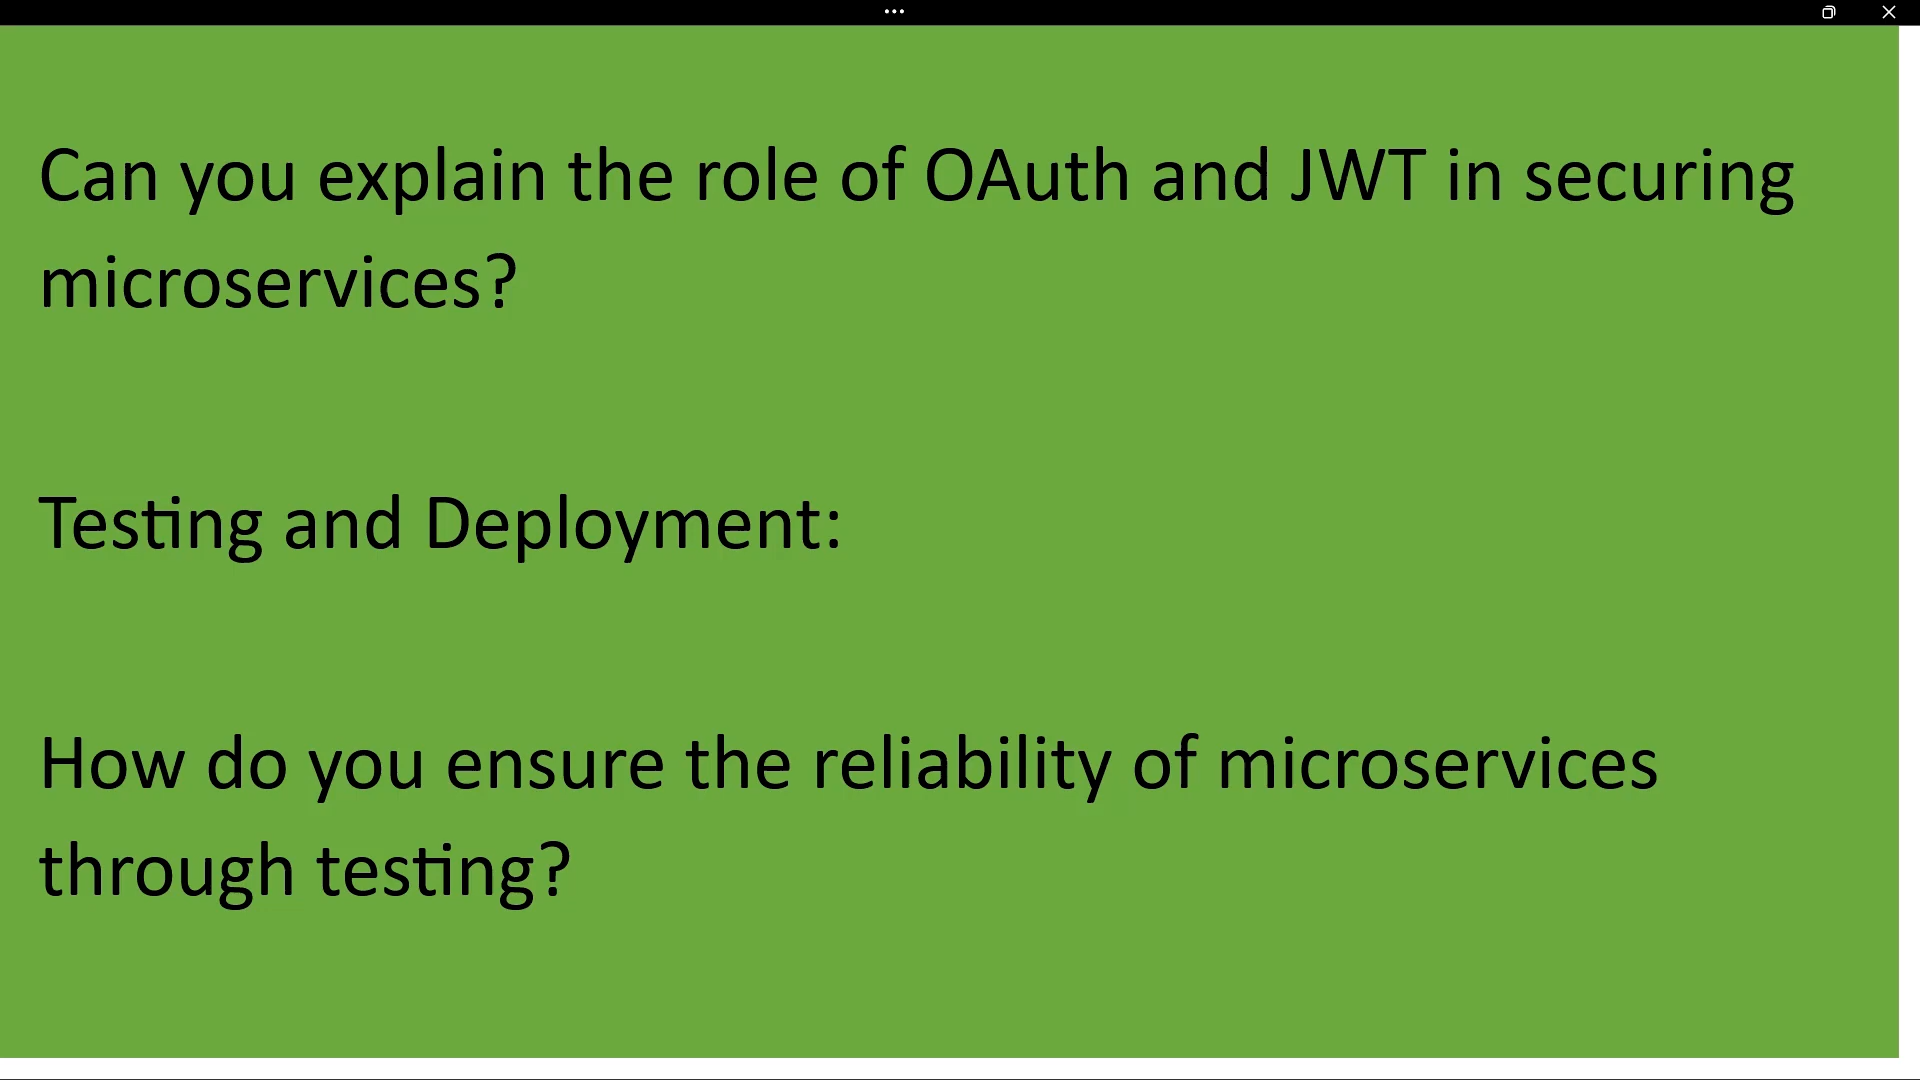 Can you explain the role of OAuth and JWT in securing
microservices?
Testing and Deployment:
How do you ensure the reliability of microservices
through testing?